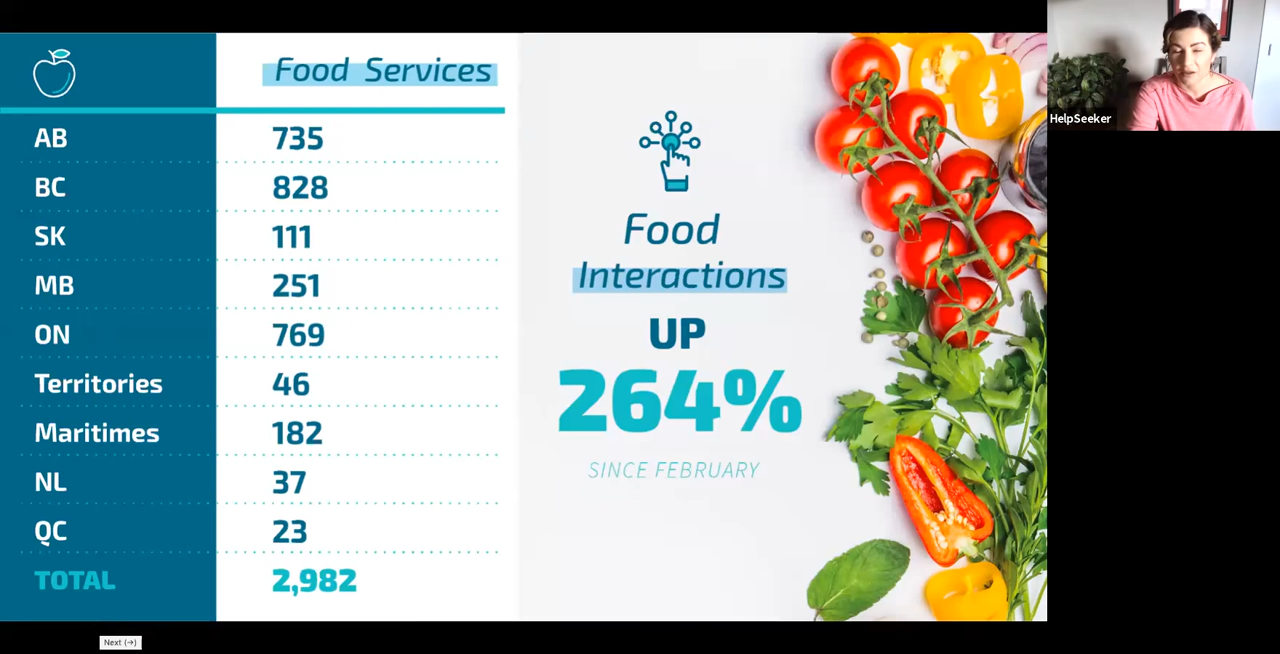 Food Services
AB 735
BC 828
SK 111
MB 251
ON 769
Territories 46
Maritimes 182
NL 37
QC 23
TOTAL 2,982
Food
Interactions
UP
264%
SINCE FEBRUARY
HelpSeeker
Next (→)